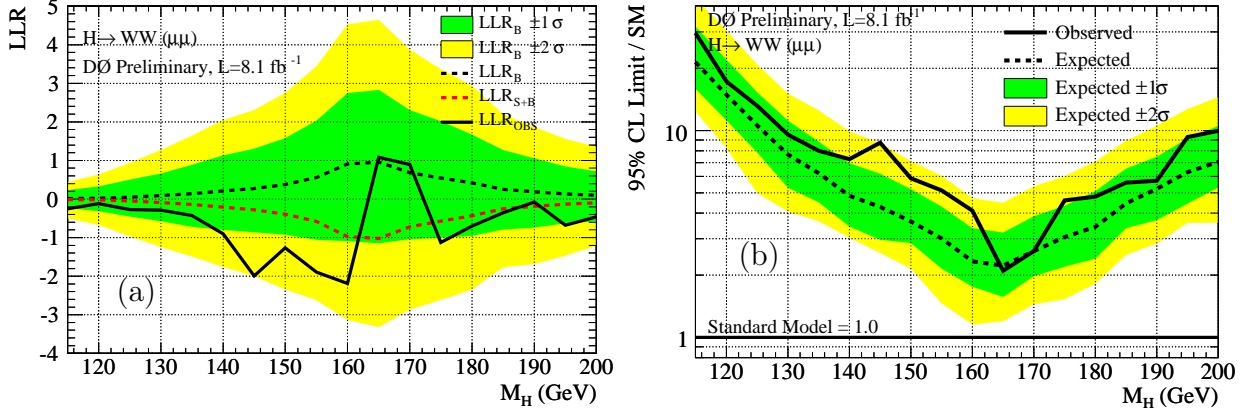 LLR
5
4
3
2
1
0
-1
-2
-3
-4
H→ WW (μμ)
DØ Preliminary, L=8.1 fb⁻¹
LLR_B ±1σ
LLR_B ±2σ
LLR_B
LLR_S+B
LLR_OBS
(a)
120 130 140 150 160 170 180 190 200
M_H (GeV)
95% CL Limit / SM
10
1
DØ Preliminary, L=8.1 fb⁻¹
H→ WW (μμ)
Observed
Expected
Expected ±1σ
Expected ±2σ
(b)
Standard Model = 1.0
120 130 140 150 160 170 180 190 200
M_H (GeV)